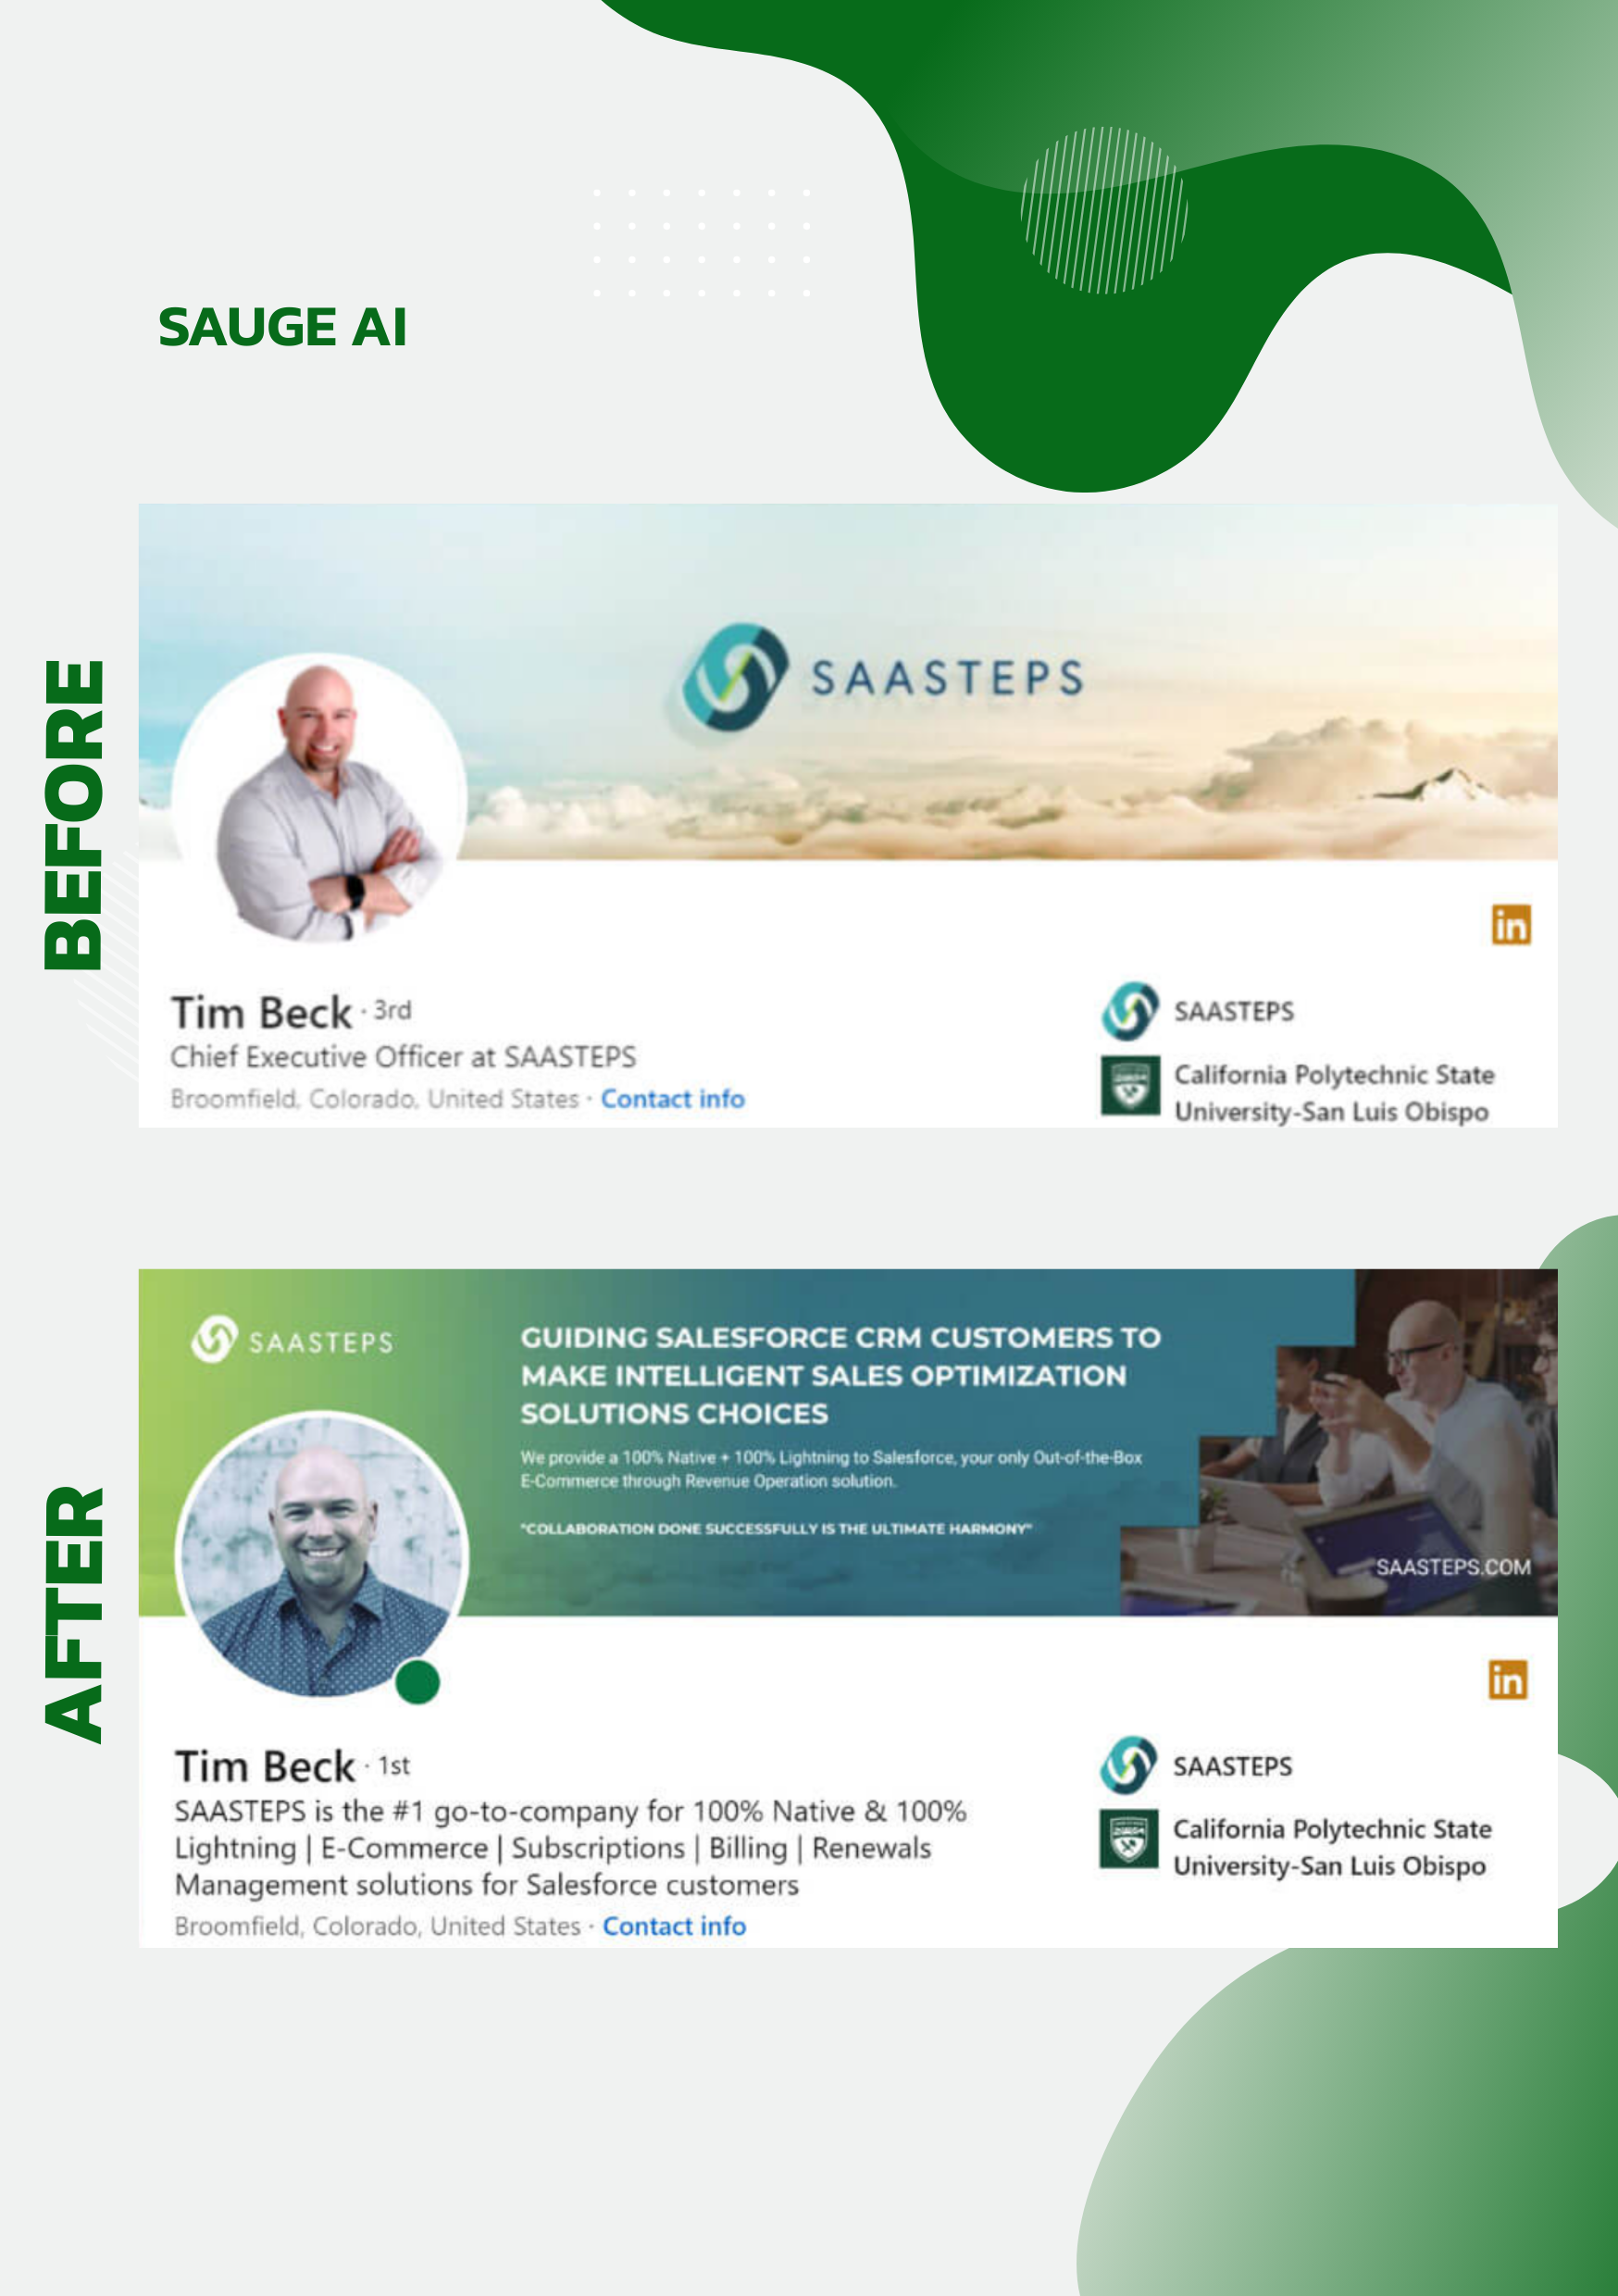 SAUGE AI
BEFORE
SAASTEPS
in
Tim Beck · 3rd
Chief Executive Officer at SAASTEPS
Broomfield, Colorado, United States · Contact info
SAASTEPS
California Polytechnic State
University-San Luis Obispo
AFTER
SAASTEPS
GUIDING SALESFORCE CRM CUSTOMERS TO
MAKE INTELLIGENT SALES OPTIMIZATION
SOLUTIONS CHOICES
We provide a 100% Native + 100% Lightning to Salesforce, your only Out-of-the-Box
E-Commerce through Revenue Operation solution.
"COLLABORATION DONE SUCCESSFULLY IS THE ULTIMATE HARMONY"
SAASTEPS.COM
in
Tim Beck · 1st
SAASTEPS is the #1 go-to-company for 100% Native & 100%
Lightning | E-Commerce | Subscriptions | Billing | Renewals
Management solutions for Salesforce customers
Broomfield, Colorado, United States · Contact info
SAASTEPS
California Polytechnic State
University-San Luis Obispo